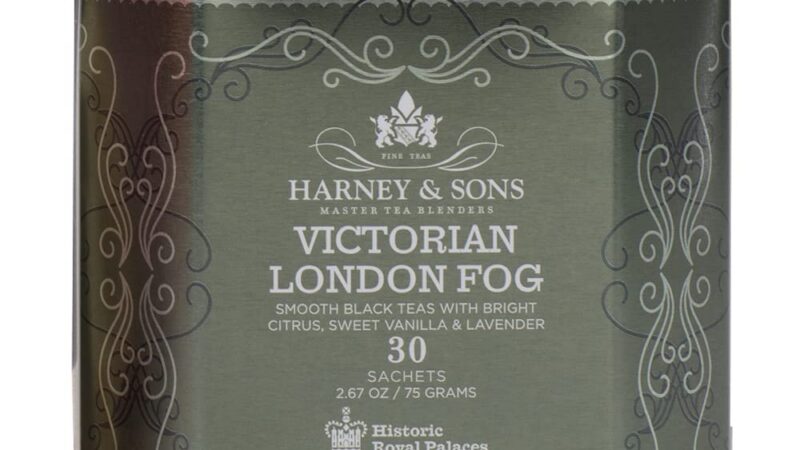 FINE TEAS
HARNEY & SONS
MASTER TEA BLENDERS
VICTORIAN
LONDON FOG
SMOOTH BLACK TEAS WITH BRIGHT
CITRUS, SWEET VANILLA & LAVENDER
30
SACHETS
2.67 OZ / 75 GRAMS
Historic
Royal Palaces